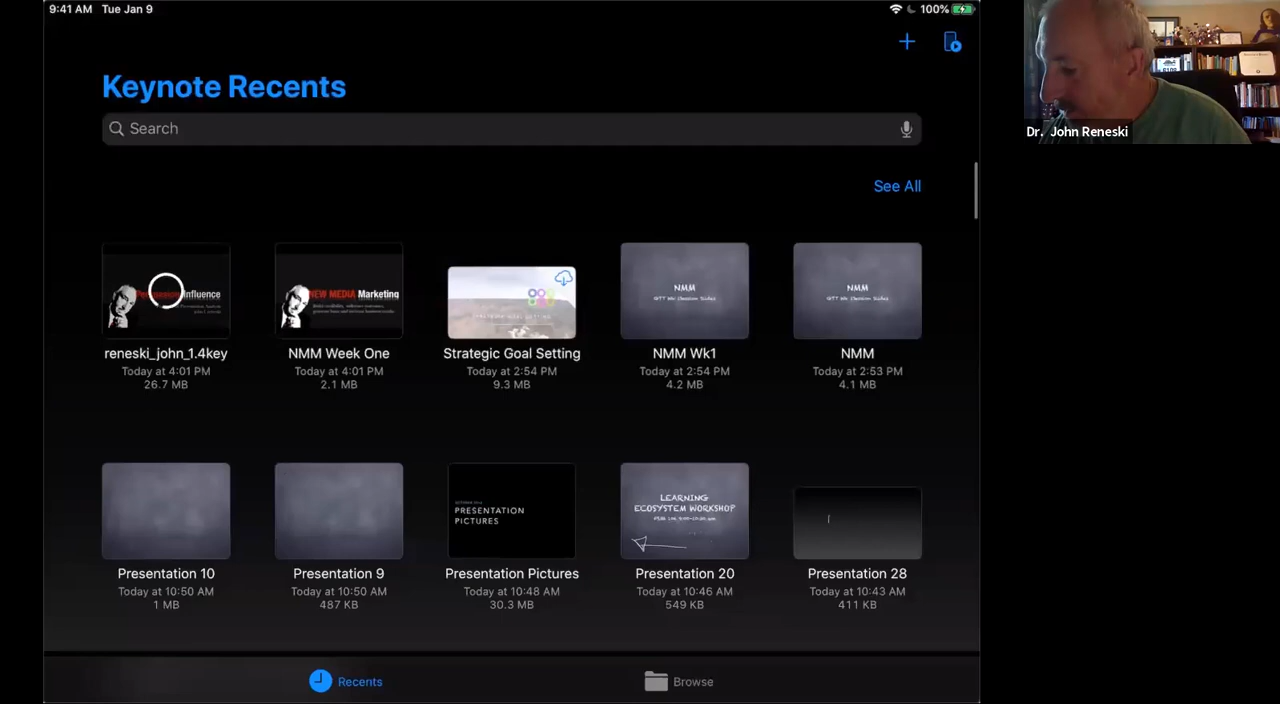 9:41 AM Tue Jan 9
100%
Keynote Recents
Search
See All
Influence
NEW MEDIA Marketing
NMM
NMM
reneski_john_1.4key
NMM Week One
Strategic Goal Setting
NMM Wk1
NMM
Today at 4:01 PM
Today at 4:01 PM
Today at 2:54 PM
Today at 2:54 PM
Today at 2:53 PM
26.7 MB
2.1 MB
9.3 MB
4.2 MB
4.1 MB
PRESENTATION
PICTURES
LEARNING
ECOSYSTEM WORKSHOP
Presentation 10
Presentation 9
Presentation Pictures
Presentation 20
Presentation 28
Today at 10:50 AM
Today at 10:50 AM
Today at 10:48 AM
Today at 10:46 AM
Today at 10:43 AM
1 MB
487 KB
30.3 MB
549 KB
411 KB
Recents
Browse
Dr. John Reneski